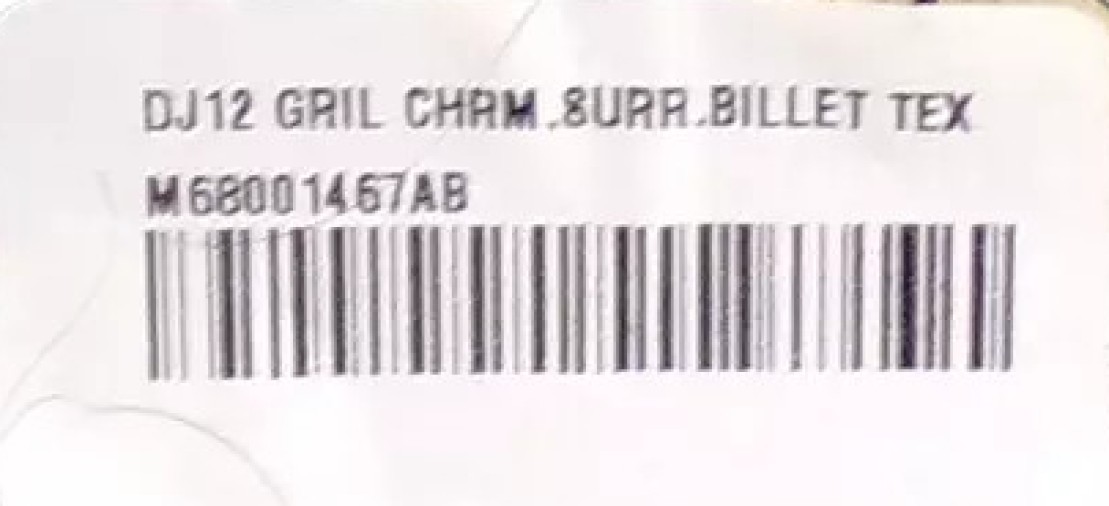 DJ12 GRIL CHRM.SURR.BILLET TEX
M68001467AB